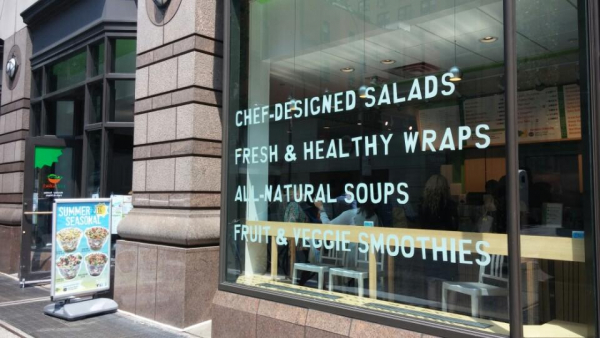 CHEF-DESIGNED SALADS
FRESH & HEALTHY WRAPS
ALL-NATURAL SOUPS
FRUIT & VEGGIE SMOOTHIES
SUMMER
SEASONAL